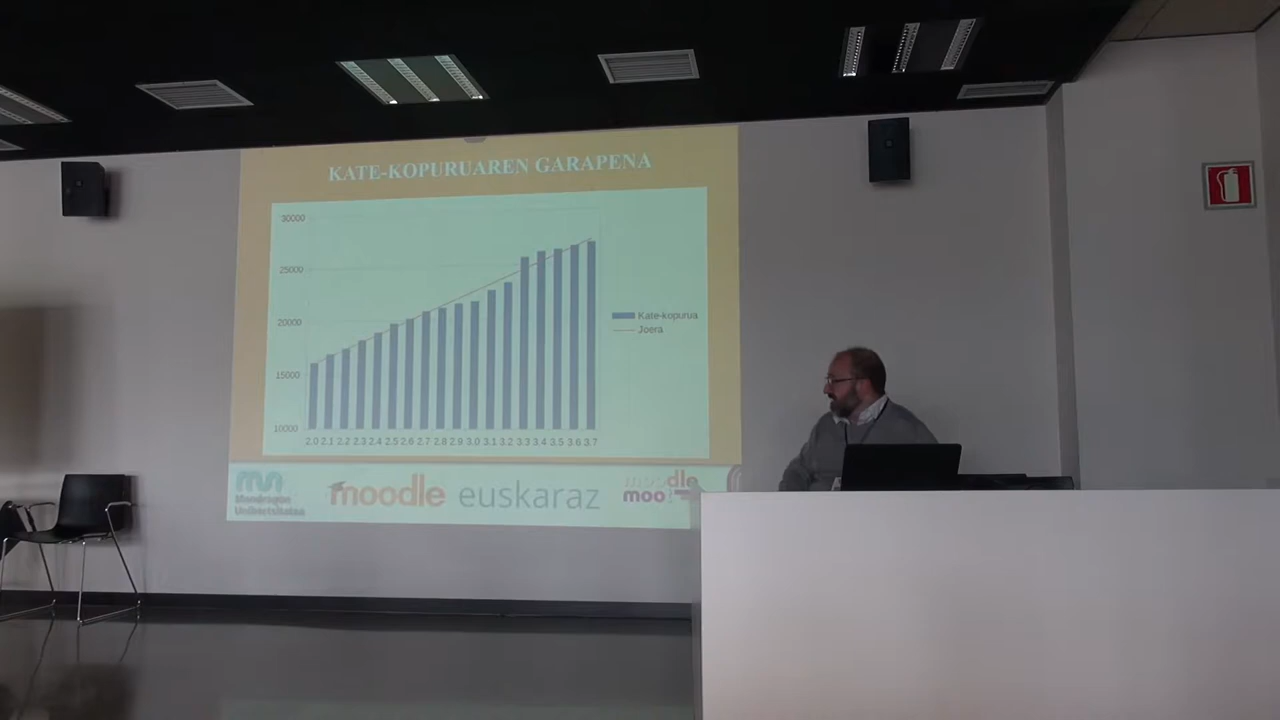 KATE-KOPURUAREN GARAPENA
30000
25000
20000
15000
10000
2.0 2.1 2.2 2.3 2.4 2.5 2.6 2.7 2.8 2.9 3.0 3.1 3.2 3.3 3.4 3.5 3.6 3.7
Kate-kopurua
Joera
Mondragon
Unibertsitatea
moodle euskaraz
moodle
moo